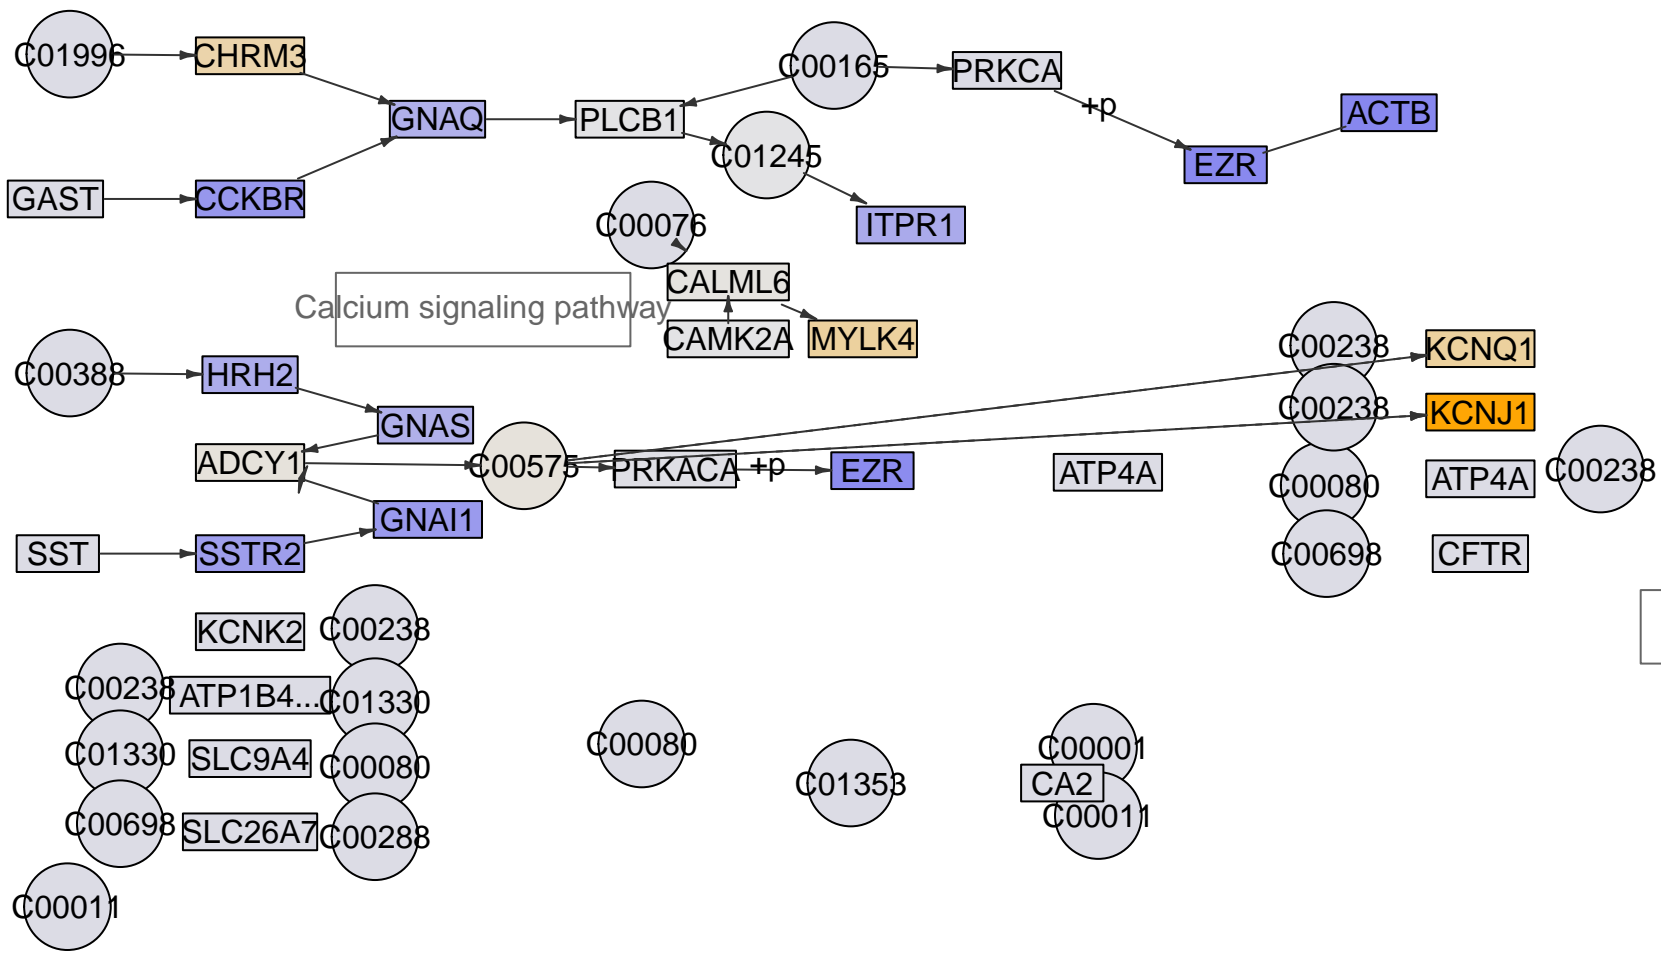 C01996
CHRM3
C00165
PRKCA
+p
ACTB
GNAQ
PLCB1
C01245
EZR
GAST
CCKBR
C00076
ITPR1
Calcium signaling pathway
CALML6
CAMK2A
MYLK4
C00238
KCNQ1
C00388
HRH2
C00238
KCNJ1
GNAS
ADCY1
C00575
PRKACA
+p
EZR
ATP4A
C00080
ATP4A
C00238
GNAI1
SST
SSTR2
C00698
CFTR
KCNK2
C00238
C00238
ATP1B4...
C01330
C01330
SLC9A4
C00080
C00080
C01353
C00001
CA2
C00011
C00698
SLC26A7
C00288
C00011